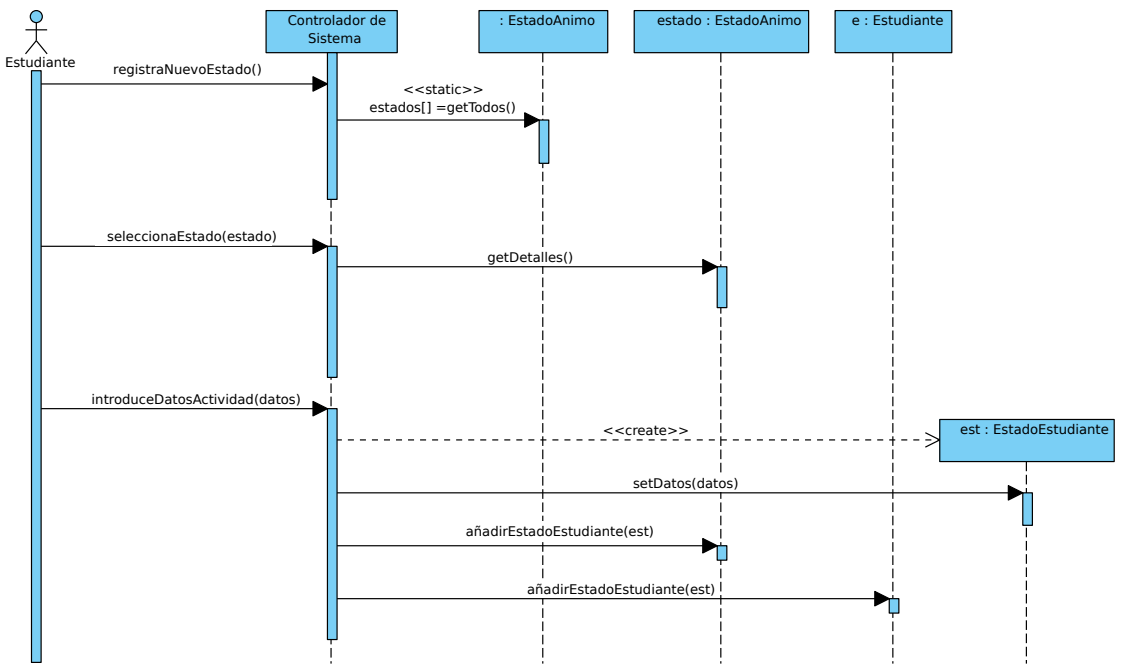 Controlador de
Sistema
: EstadoAnimo
estado : EstadoAnimo
e : Estudiante
Estudiante
registraNuevoEstado()
<<static>>
estados[] =getTodos()
seleccionaEstado(estado)
getDetalles()
introduceDatosActividad(datos)
<<create>>
est : EstadoEstudiante
setDatos(datos)
añadirEstadoEstudiante(est)
añadirEstadoEstudiante(est)